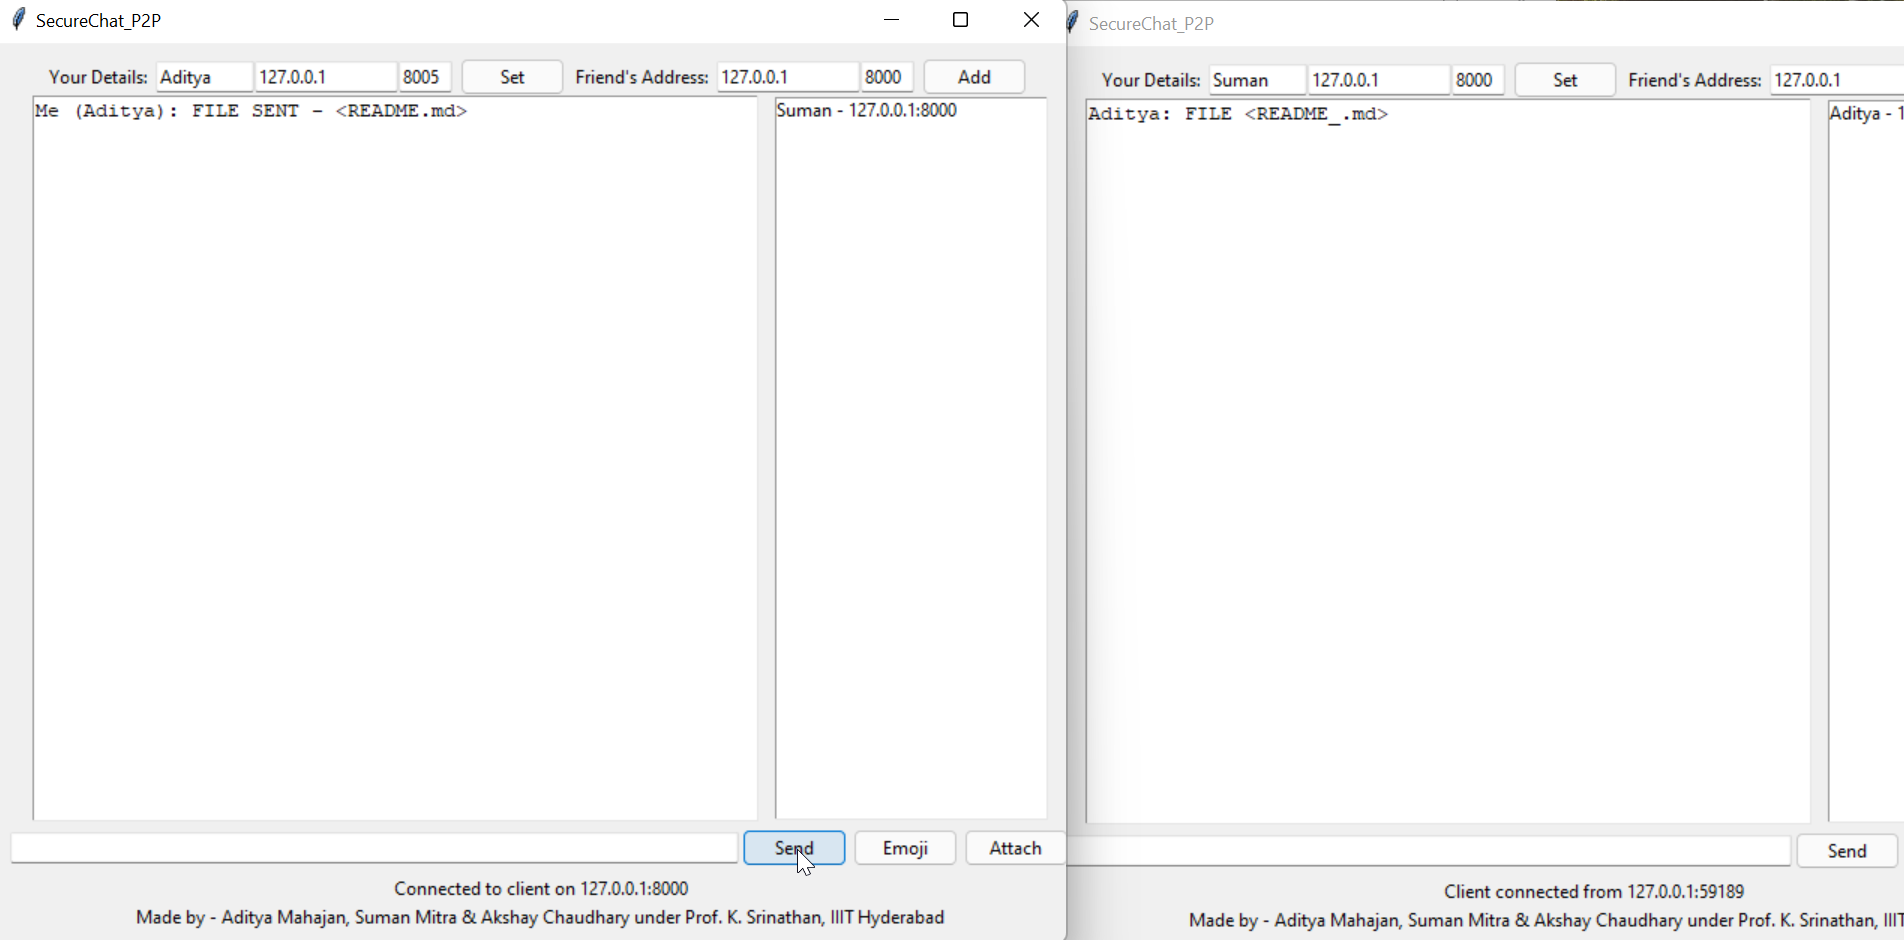 SecureChat_P2P
Your Details: Aditya 127.0.0.1 8005 Set Friend's Address: 127.0.0.1 8000 Add
Me (Aditya): FILE SENT - <README.md>
Suman - 127.0.0.1:8000
Send Emoji Attach
Connected to client on 127.0.0.1:8000
Made by - Aditya Mahajan, Suman Mitra & Akshay Chaudhary under Prof. K. Srinathan, IIIT Hyderabad
SecureChat_P2P
Your Details: Suman 127.0.0.1 8000 Set Friend's Address: 127.0.0.1
Aditya: FILE <README_.md>
Aditya - 1
Send
Client connected from 127.0.0.1:59189
Made by - Aditya Mahajan, Suman Mitra & Akshay Chaudhary under Prof. K. Srinathan,